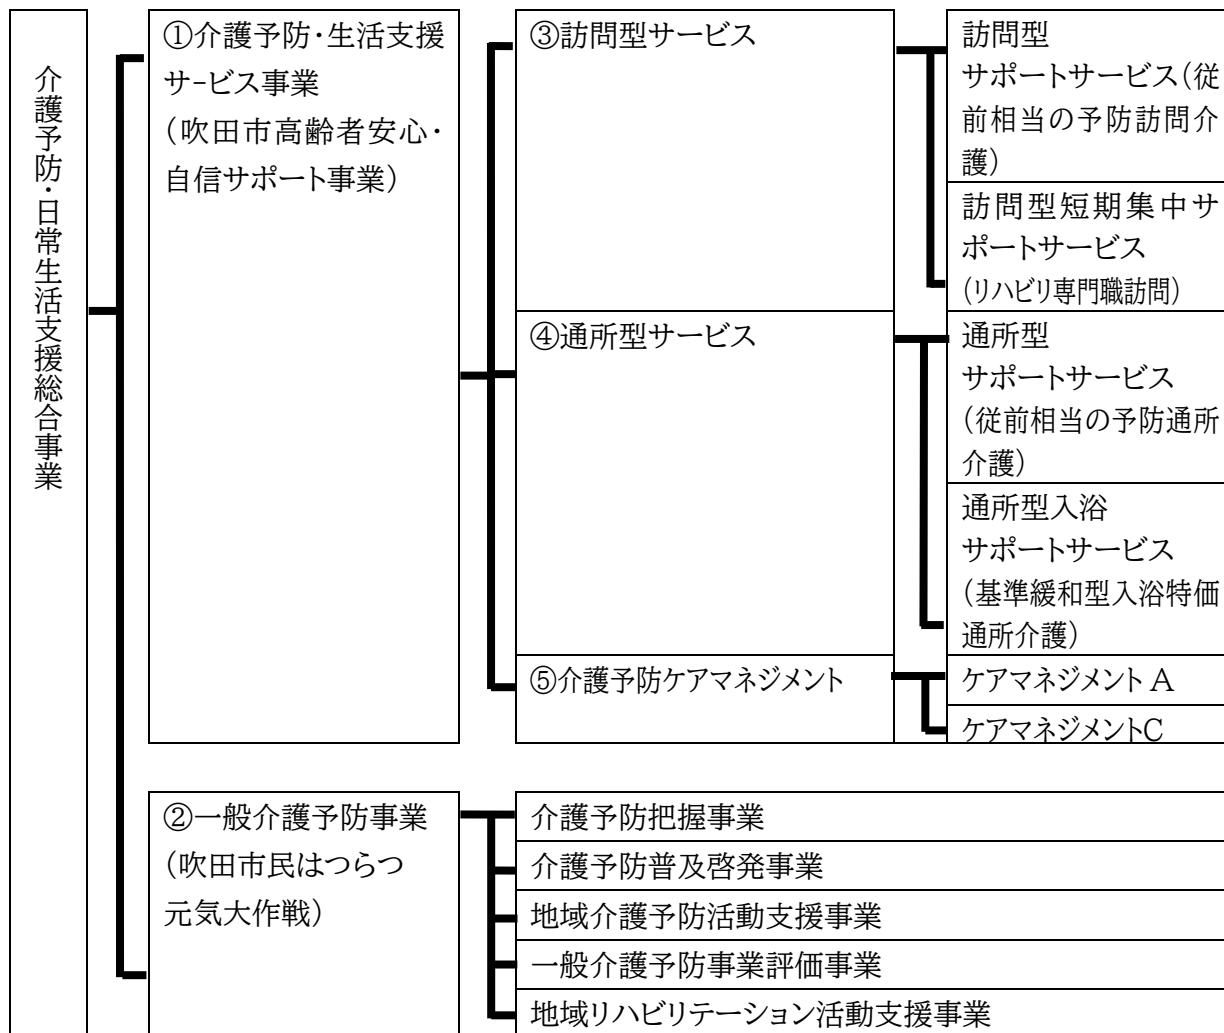 介護予防・日常生活支援総合事業
①介護予防・生活支援
サ-ビス事業
(吹田市高齢者安心・
自信サポート事業)
③訪問型サービス
訪問型
サポートサービス(従
前相当の予防訪問介
護)
訪問型短期集中サ
ポートサービス
(リハビリ専門職訪問)
④通所型サービス
通所型
サポートサービス
(従前相当の予防通所
介護)
通所型入浴
サポートサービス
(基準緩和型入浴特価
通所介護)
⑤介護予防ケアマネジメント
ケアマネジメント A
ケアマネジメントC
②一般介護予防事業
(吹田市民はつらつ
元気大作戦)
介護予防把握事業
介護予防普及啓発事業
地域介護予防活動支援事業
一般介護予防事業評価事業
地域リハビリテーション活動支援事業